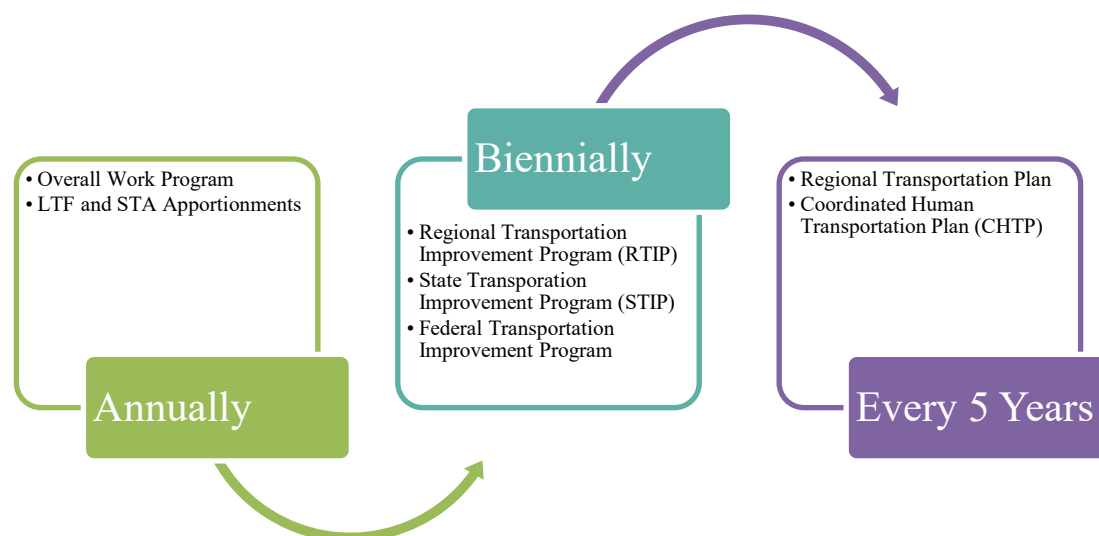 • Overall Work Program
• LTF and STA Apportionments
Annually
Biennially
• Regional Transportation
Improvement Program (RTIP)
• State Transporation
Improvement Program (STIP)
• Federal Transportation
Improvement Program
• Regional Transportation Plan
• Coordinated Human
Transportation Plan (CHTP)
Every 5 Years